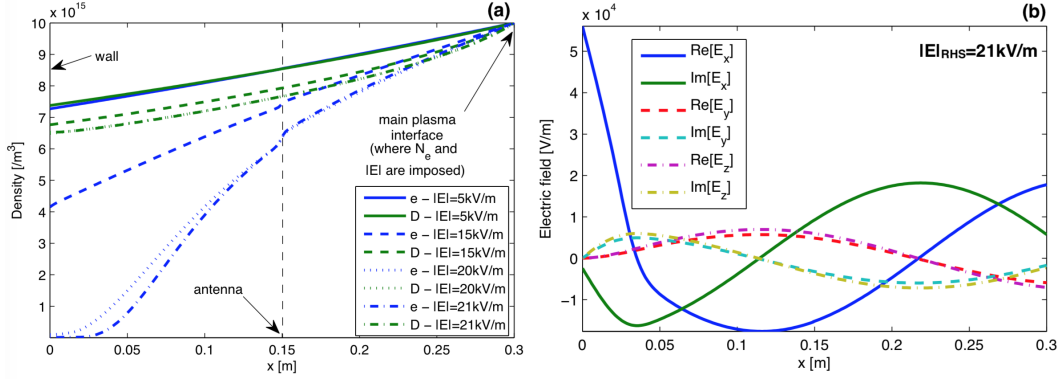 x 10^15
(a)
10
9
8
7
6
5
4
3
2
1
Density [/m³]
wall
antenna
main plasma
interface
(where N_e and
|E| are imposed)
e – |E|=5kV/m
D – |E|=5kV/m
e – |E|=15kV/m
D – |E|=15kV/m
e – |E|=20kV/m
D – |E|=20kV/m
e – |E|=21kV/m
D – |E|=21kV/m
0 0.05 0.1 0.15 0.2 0.25 0.3
x [m]
x 10^4
(b)
5
4
3
2
1
0
−1
Electric field [V/m]
Re[E_x]
Im[E_x]
Re[E_y]
Im[E_y]
Re[E_z]
Im[E_z]
|E|_RHS=21kV/m
0 0.05 0.1 0.15 0.2 0.25 0.3
x [m]